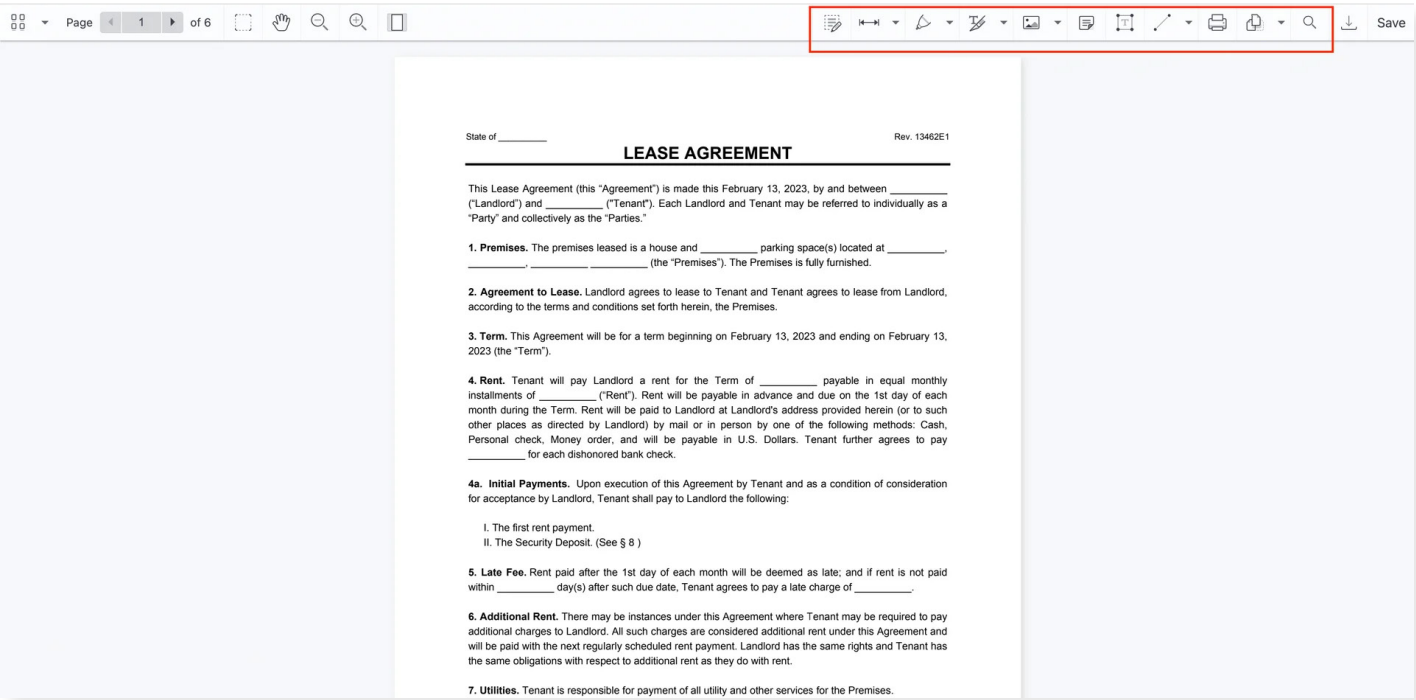 Page 1 of 6 Save
State of __________ Rev. 13462E1
LEASE AGREEMENT
This Lease Agreement (this “Agreement”) is made this February 13, 2023, by and between __________
(“Landlord”) and __________ ("Tenant"). Each Landlord and Tenant may be referred to individually as a
“Party” and collectively as the “Parties.”
1. Premises. The premises leased is a house and __________ parking space(s) located at __________,
__________, __________ __________ (the “Premises”). The Premises is fully furnished.
2. Agreement to Lease. Landlord agrees to lease to Tenant and Tenant agrees to lease from Landlord,
according to the terms and conditions set forth herein, the Premises.
3. Term. This Agreement will be for a term beginning on February 13, 2023 and ending on February 13,
2023 (the “Term”).
4. Rent. Tenant will pay Landlord a rent for the Term of __________ payable in equal monthly
installments of __________ (“Rent”). Rent will be payable in advance and due on the 1st day of each
month during the Term. Rent will be paid to Landlord at Landlord's address provided herein (or to such
other places as directed by Landlord) by mail or in person by one of the following methods: Cash,
Personal check, Money order, and will be payable in U.S. Dollars. Tenant further agrees to pay
__________ for each dishonored bank check.
4a. Initial Payments. Upon execution of this Agreement by Tenant and as a condition of consideration
for acceptance by Landlord, Tenant shall pay to Landlord the following:
I. The first rent payment.
II. The Security Deposit. (See § 8 )
5. Late Fee. Rent paid after the 1st day of each month will be deemed as late; and if rent is not paid
within __________ day(s) after such due date, Tenant agrees to pay a late charge of __________.
6. Additional Rent. There may be instances under this Agreement where Tenant may be required to pay
additional charges to Landlord. All such charges are considered additional rent under this Agreement and
will be paid with the next regularly scheduled rent payment. Landlord has the same rights and Tenant has
the same obligations with respect to additional rent as they do with rent.
7. Utilities. Tenant is responsible for payment of all utility and other services for the Premises.